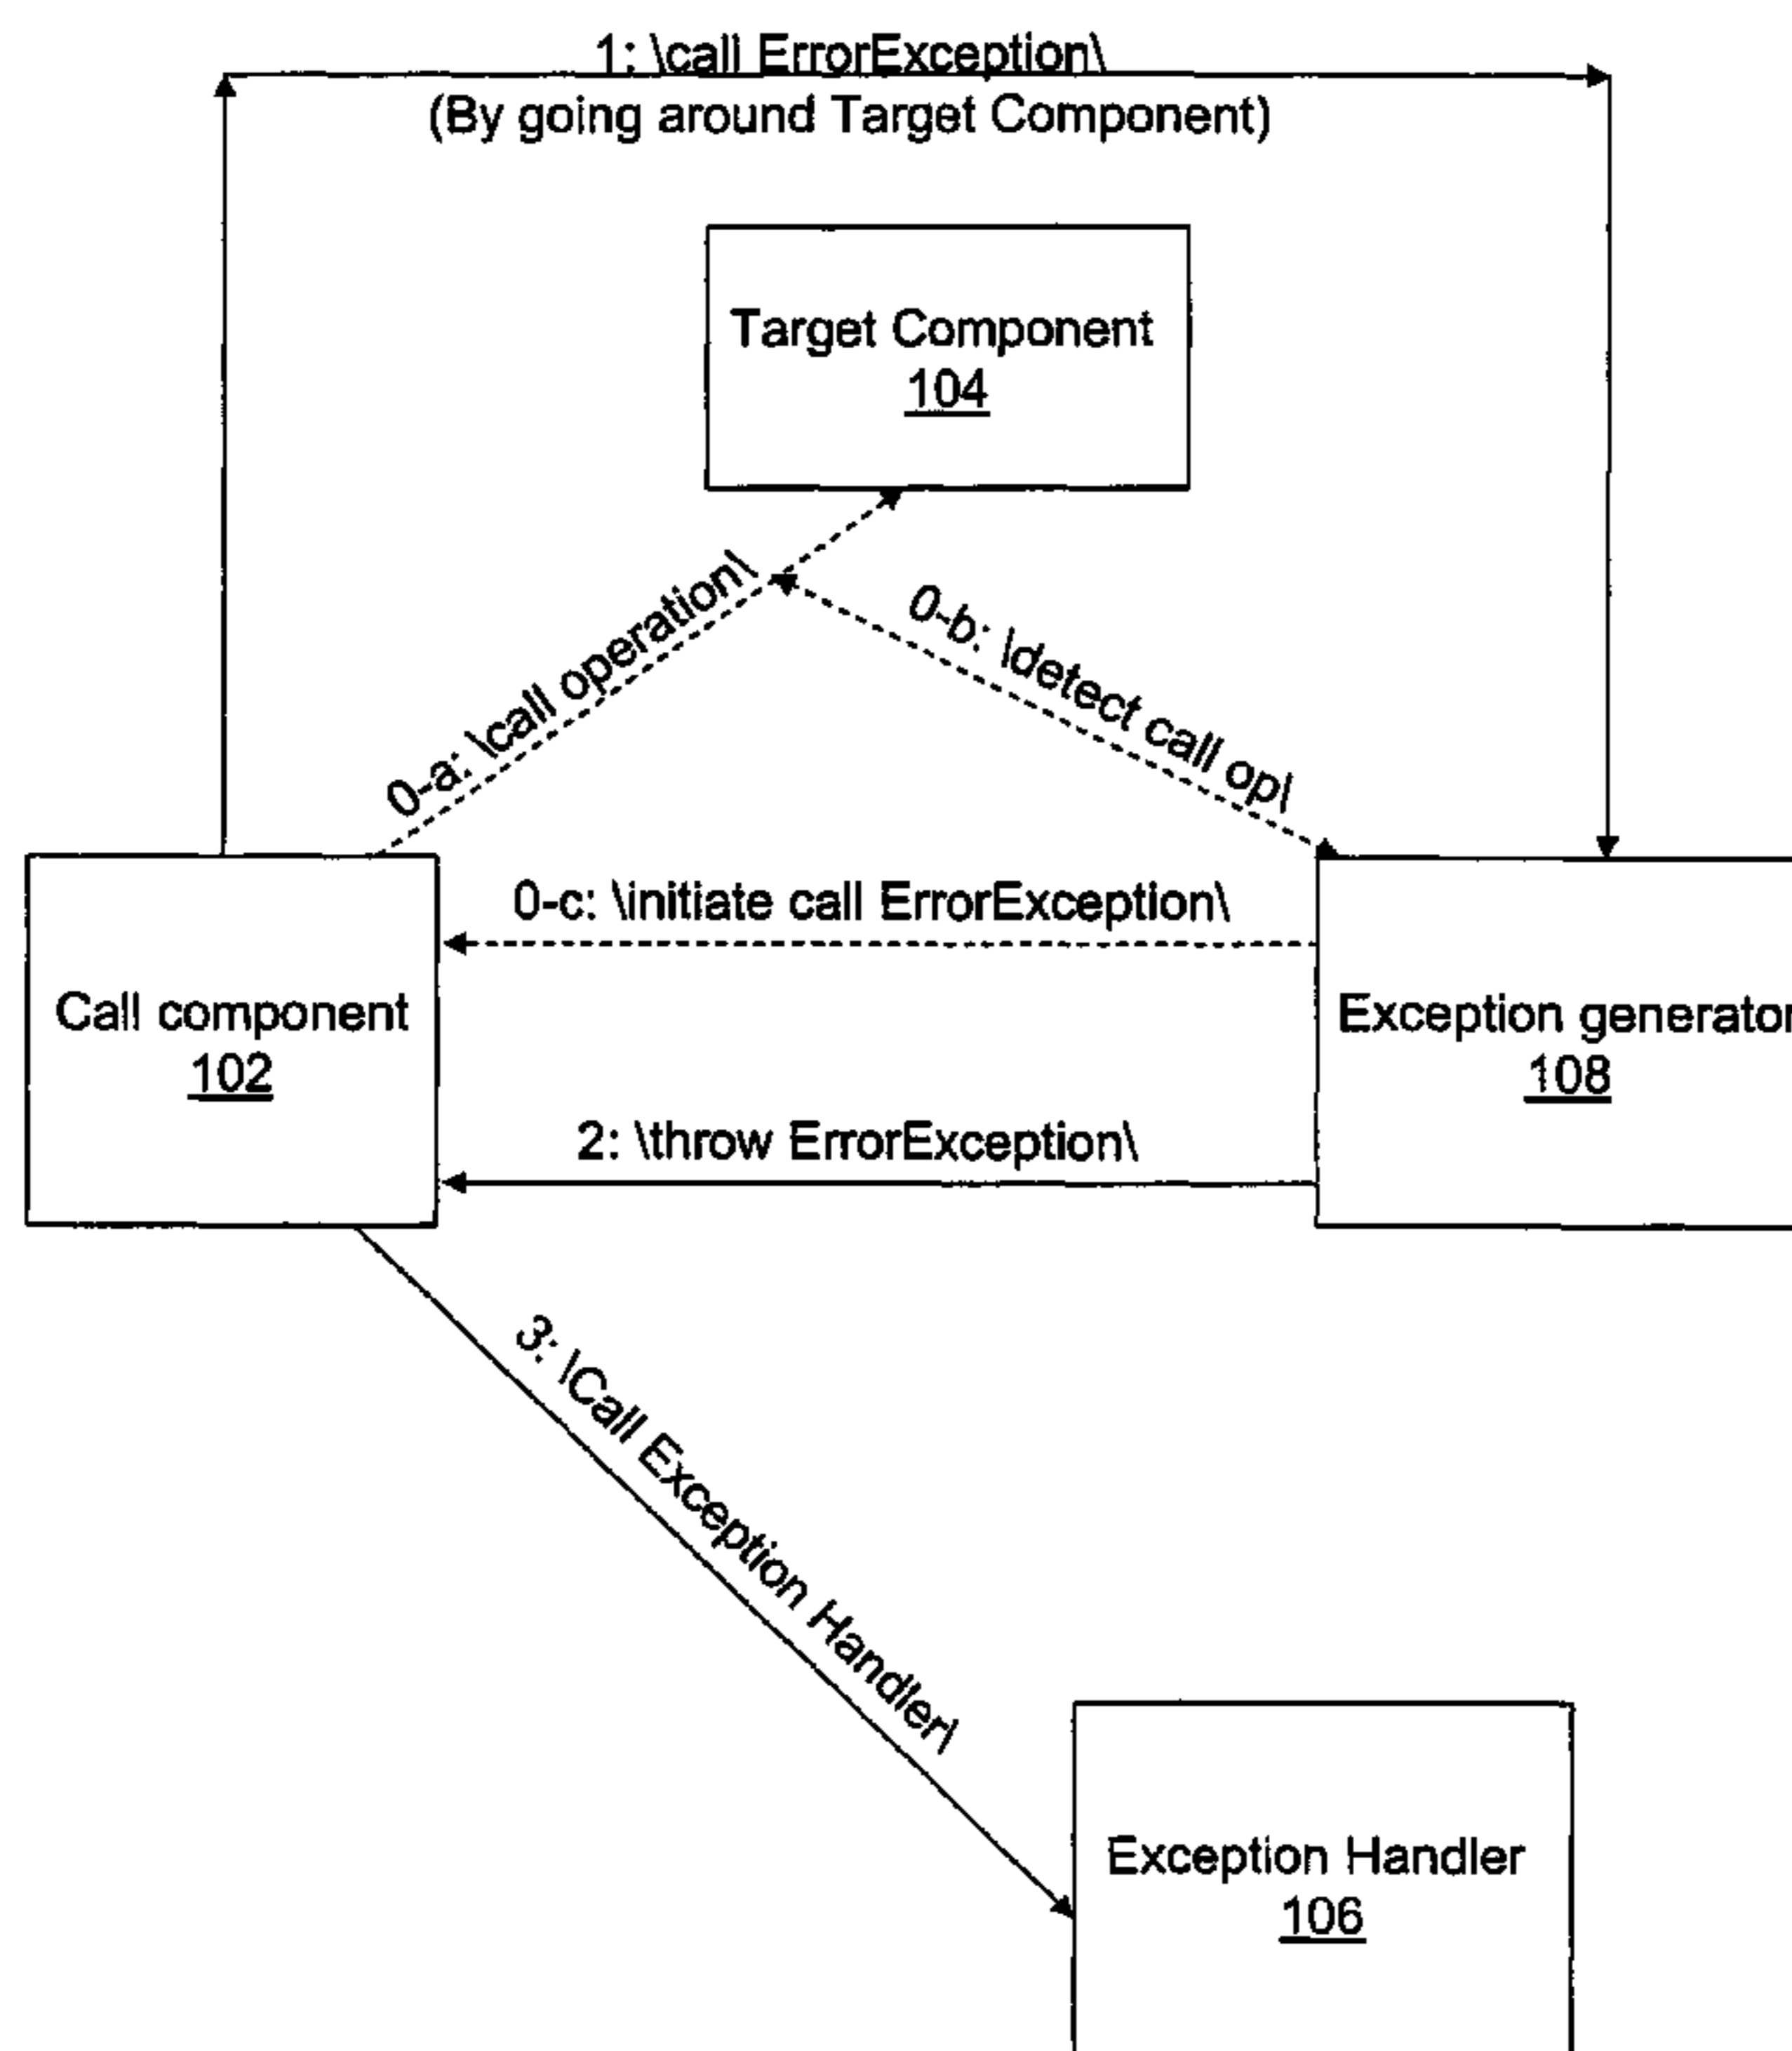 1: \call ErrorException\
(By going around Target Component)
Target Component
104
0-a: \call operation\
0-b: \detect call op\
0-c: \initiate call ErrorException\
Call component
102
Exception generator
108
2: \throw ErrorException\
3: \Call Exception Handler\
Exception Handler
106